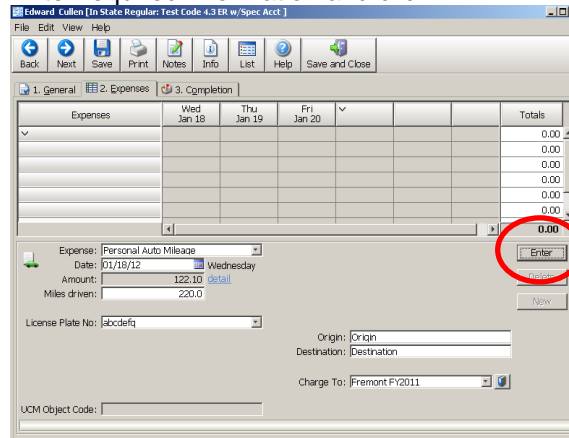 Edward Cullen [In State Regular: Test Code 4.3 ER w/Spec Acct ]
File Edit View Help
Back Next Save Print Notes Info List Help Save and Close
1. General 2. Expenses 3. Completion
Expenses Wed Jan 18 Thu Jan 19 Fri Jan 20 Totals
0.00
0.00
0.00
0.00
0.00
0.00
0.00
Expense: Personal Auto Mileage
Enter
Date: 01/18/12 Wednesday
Amount: 122.10 detail
Delete
Miles driven: 220.0
New
License Plate No: abcdefg
Origin: Origin
Destination: Destination
Charge To: Fremont FY2011
UCM Object Code: